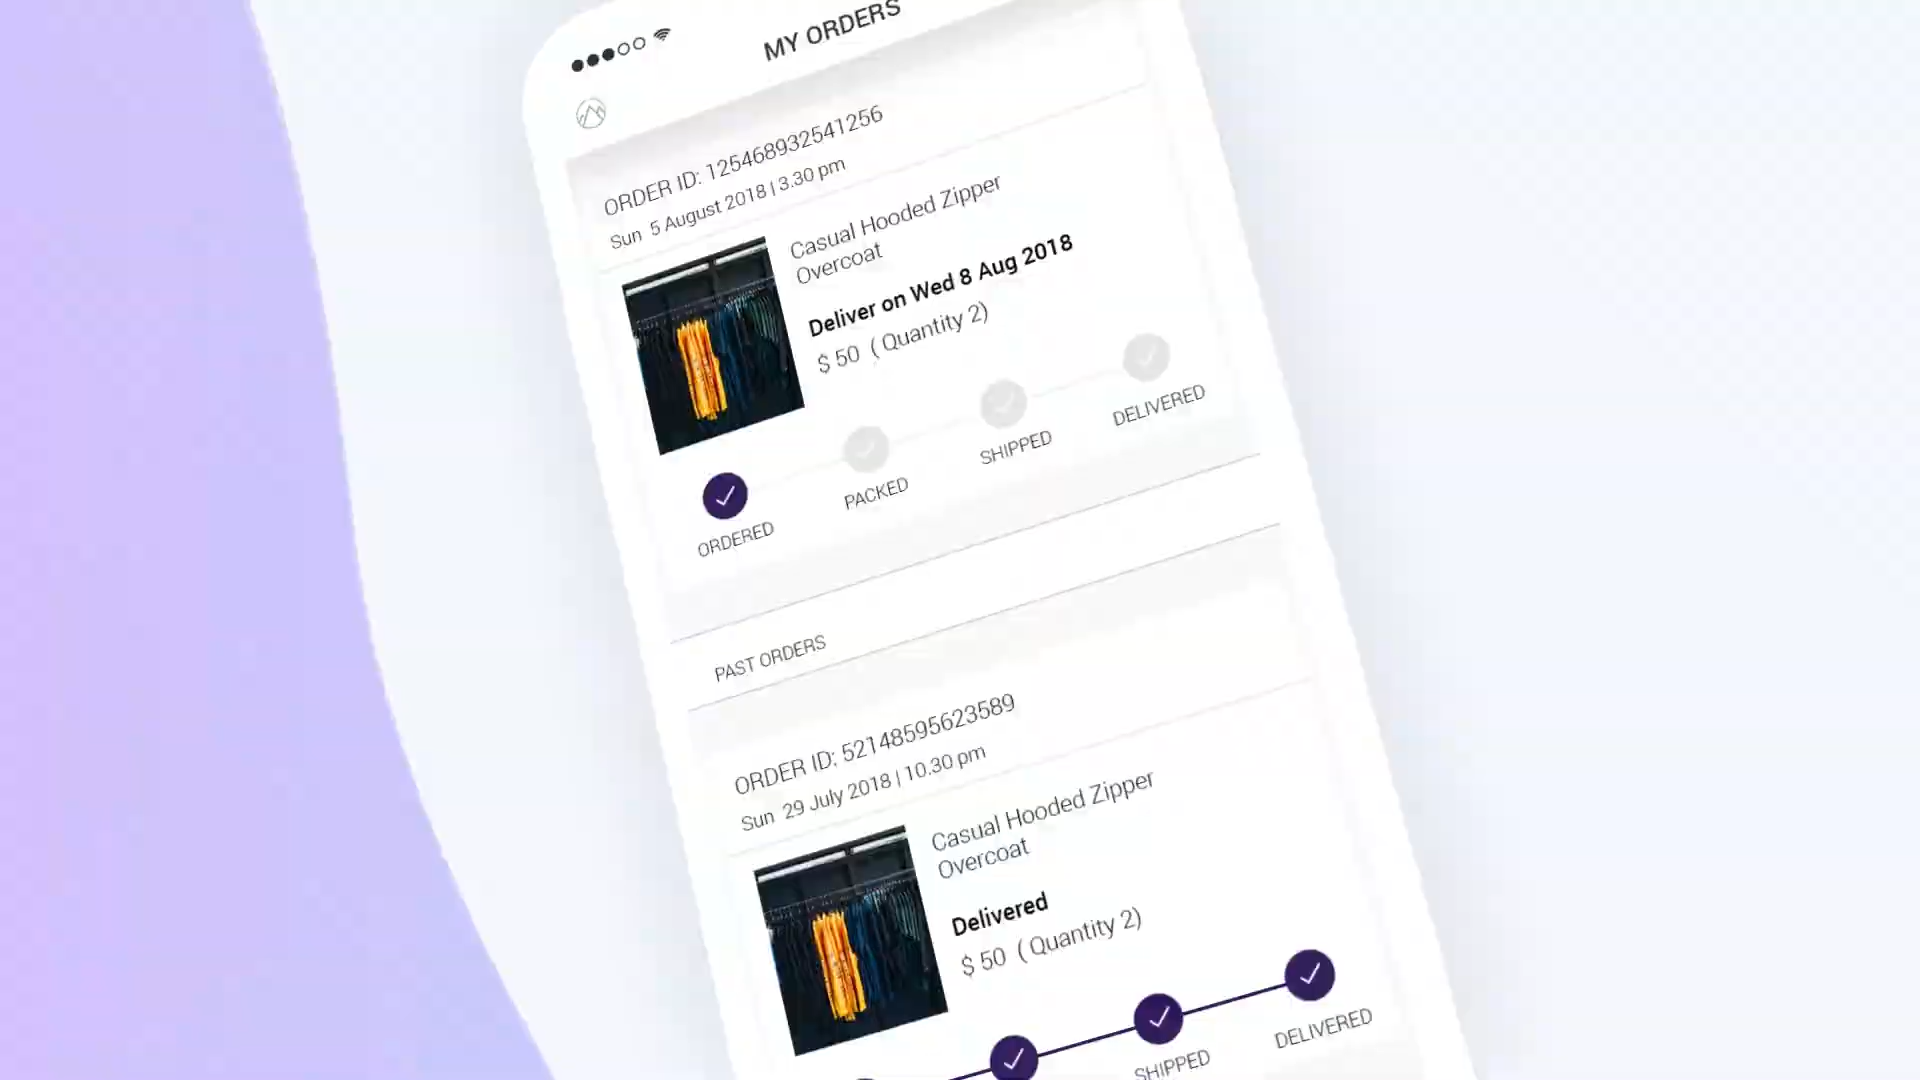 MY ORDERS
ORDER ID: 125468932541256
Sun 5 August 2018 | 3.30 pm
Casual Hooded Zipper
Overcoat
Deliver on Wed 8 Aug 2018
$ 50 ( Quantity 2)
ORDERED
PACKED
SHIPPED
DELIVERED
PAST ORDERS
ORDER ID: 52148595623589
Sun 29 July 2018 | 10.30 pm
Casual Hooded Zipper
Overcoat
Delivered
$ 50 ( Quantity 2)
SHIPPED
DELIVERED